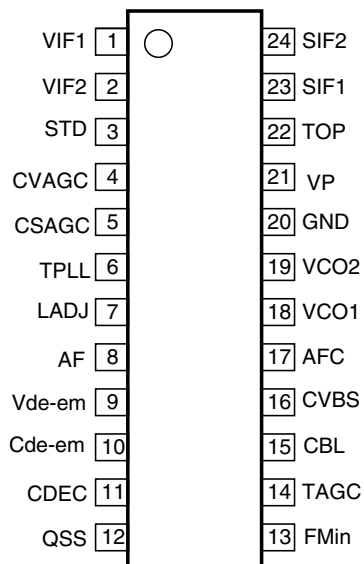 VIF1 1 24 SIF2
VIF2 2 23 SIF1
STD 3 22 TOP
CVAGC 4 21 VP
CSAGC 5 20 GND
TPLL 6 19 VCO2
LADJ 7 18 VCO1
AF 8 17 AFC
Vde-em 9 16 CVBS
Cde-em 10 15 CBL
CDEC 11 14 TAGC
QSS 12 13 FMin